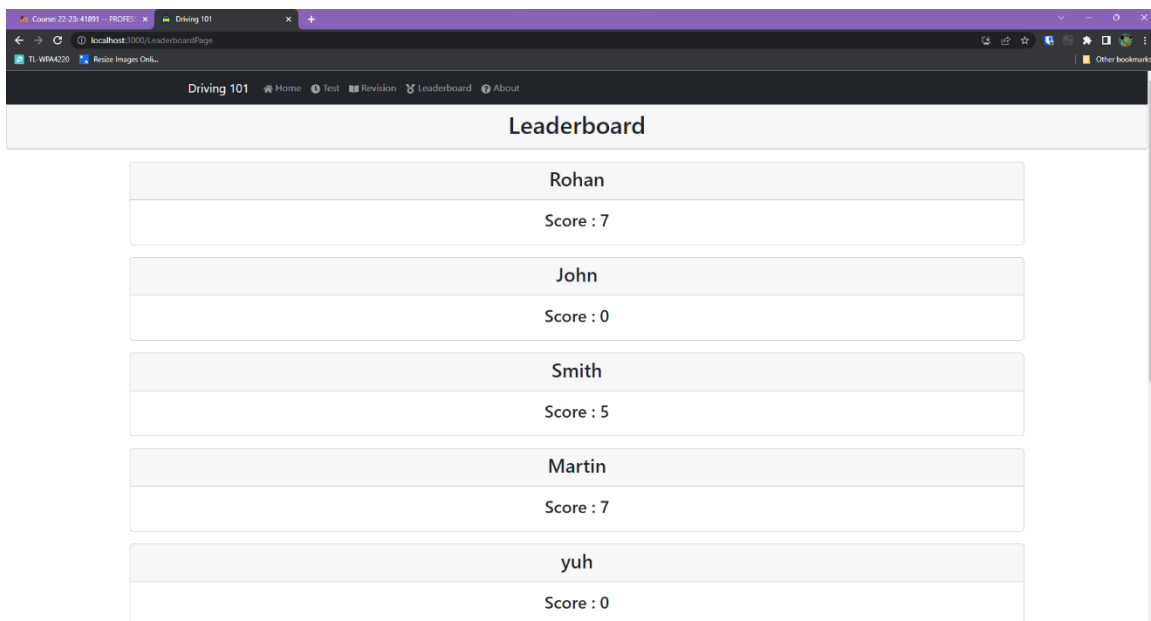 Course: 22-23: 41891 -- PROFES
Driving 101
localhost:3000/LeaderboardPage
TL-WPA4220
Resize Images Onli...
Other bookmarks
Driving 101 Home Test Revision Leaderboard About
Leaderboard
Rohan
Score : 7
John
Score : 0
Smith
Score : 5
Martin
Score : 7
yuh
Score : 0